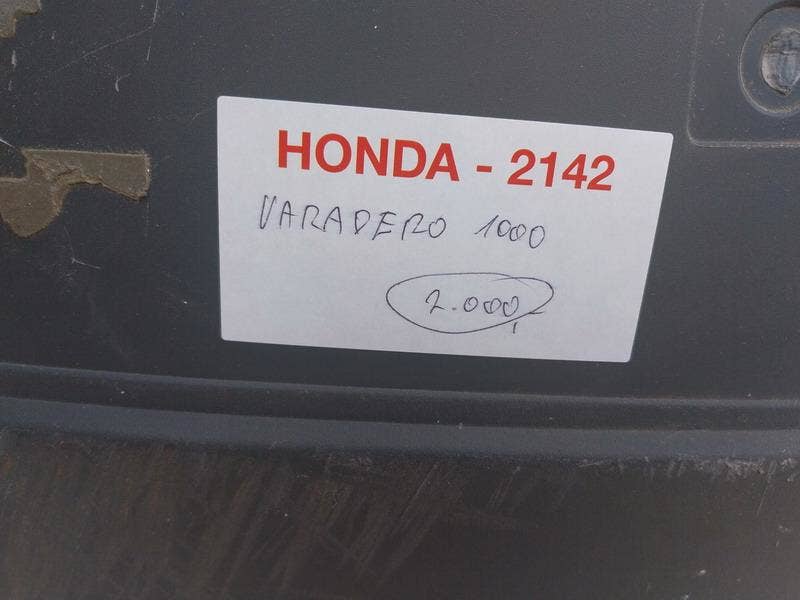 HONDA - 2142
VARADERO 1000
2.000,-